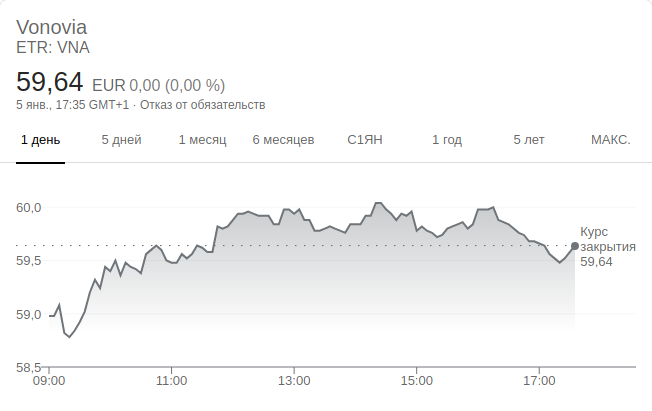 Vonovia
ETR: VNA
59,64 EUR 0,00 (0,00 %)
5 янв., 17:35 GMT+1 · Отказ от обязательств
1 день 5 дней 1 месяц 6 месяцев С1ЯН 1 год 5 лет МАКС.
60,0
59,5
59,0
58,5
Курс
закрытия
59,64
09:00 11:00 13:00 15:00 17:00